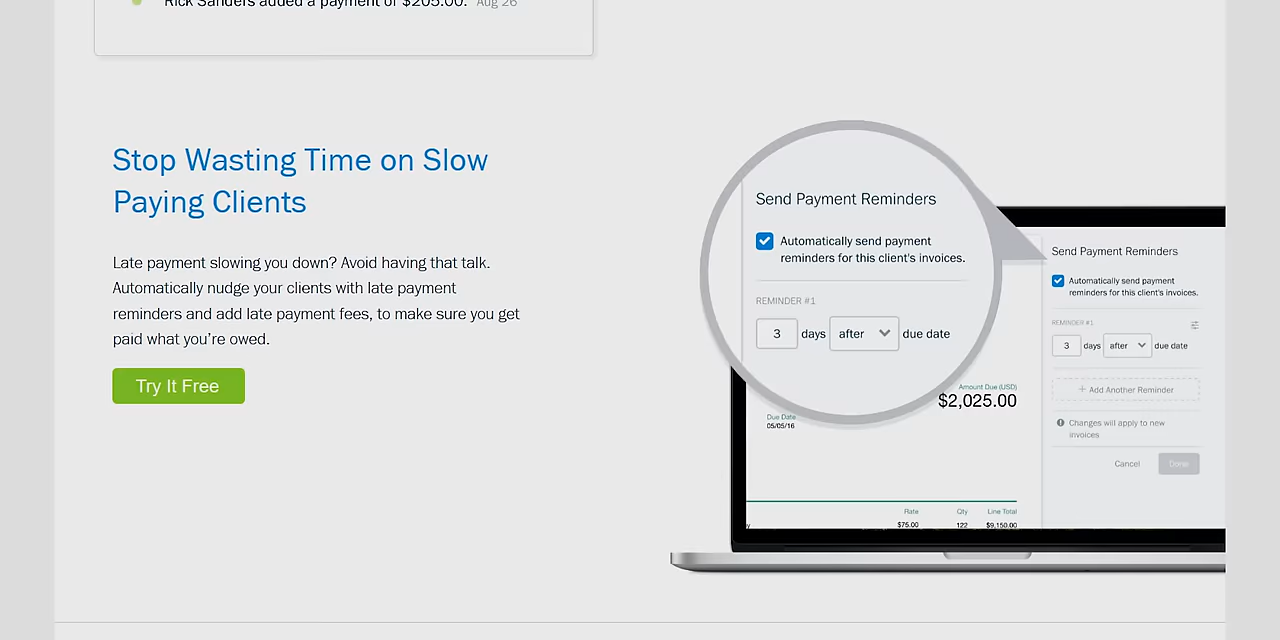 Rick Sanders added a payment of $205.00. Aug 26
Stop Wasting Time on Slow
Paying Clients
Late payment slowing you down? Avoid having that talk.
Automatically nudge your clients with late payment
reminders and add late payment fees, to make sure you get
paid what you’re owed.
Try It Free
Send Payment Reminders
Automatically send payment
reminders for this client's invoices.
REMINDER #1
3 days after due date
Amount Due (USD)
$2,025.00
Due Date
05/05/16
Rate Qty Line Total
$75.00 122 $9,150.00
Send Payment Reminders
Automatically send payment
reminders for this client's invoices.
REMINDER #1
3 days after due date
+ Add Another Reminder
Changes will apply to new
invoices
Cancel Done